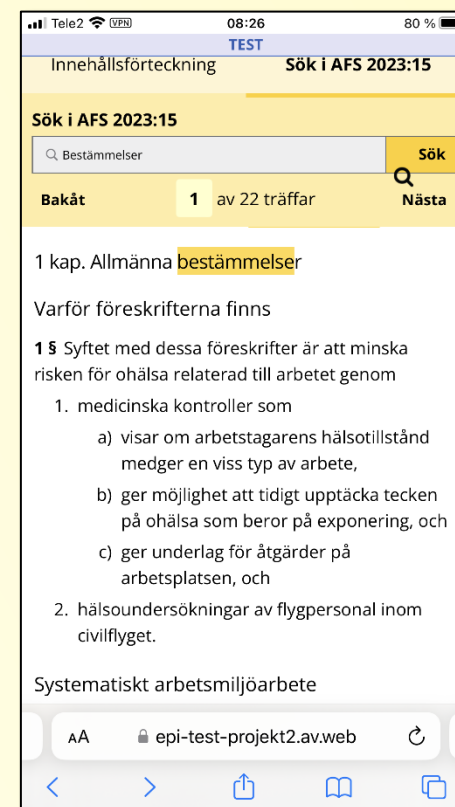 Tele2 VPN 08:26 80 %
TEST
Innehållsförteckning Sök i AFS 2023:15
Sök i AFS 2023:15
Bestämmelser Sök
Bakåt 1 av 22 träffar Nästa
1 kap. Allmänna bestämmelser
Varför föreskrifterna finns
1 § Syftet med dessa föreskrifter är att minska
risken för ohälsa relaterad till arbetet genom
1. medicinska kontroller som
a) visar om arbetstagarens hälsotillstånd
medger en viss typ av arbete,
b) ger möjlighet att tidigt upptäcka tecken
på ohälsa som beror på exponering, och
c) ger underlag för åtgärder på
arbetsplatsen, och
2. hälsoundersökningar av flygpersonal inom
civilflyget.
Systematiskt arbetsmiljöarbete
AA epi-test-projekt2.av.web